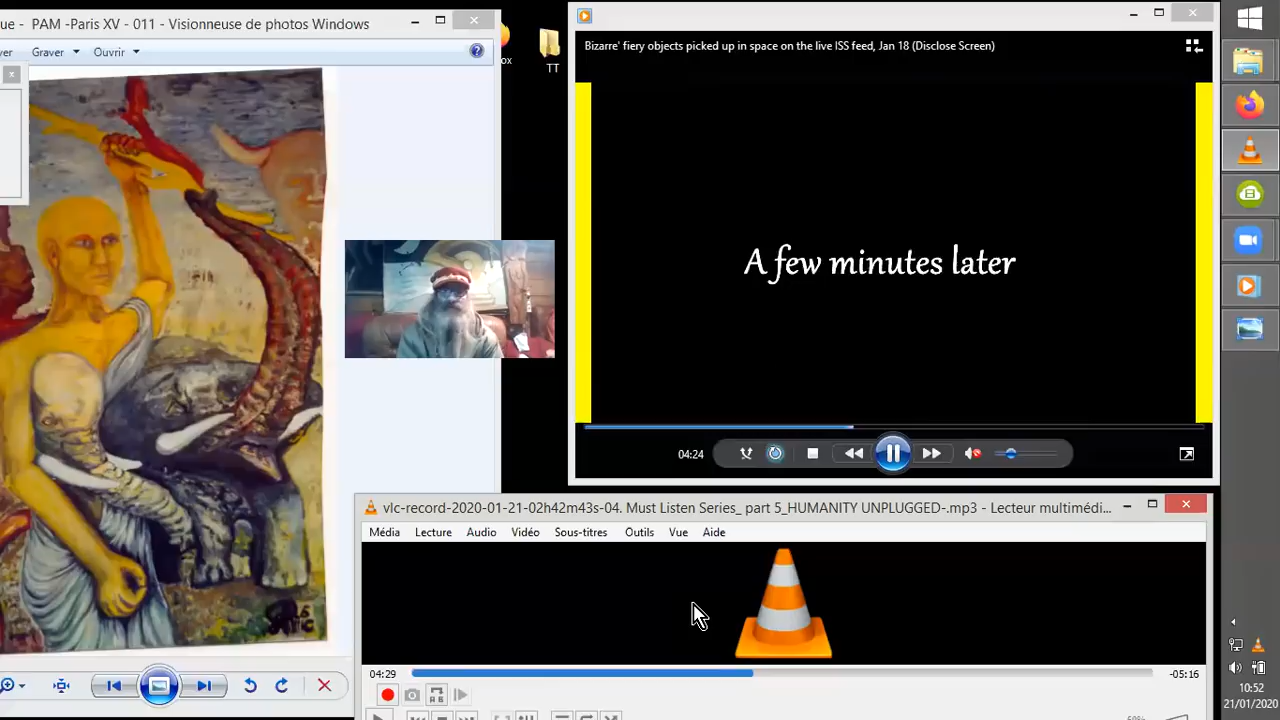 ue - PAM -Paris XV - 011 - Visionneuse de photos Windows
ver Graver Ouvrir
ox
TT
Bizarre' fiery objects picked up in space on the live ISS feed, Jan 18 (Disclose Screen)
A few minutes later
04:24
vlc-record-2020-01-21-02h42m43s-04. Must Listen Series_ part 5_HUMANITY UNPLUGGED-.mp3 - Lecteur multimédi...
Média Lecture Audio Vidéo Sous-titres Outils Vue Aide
04:29
-05:16
10:52
21/01/2020